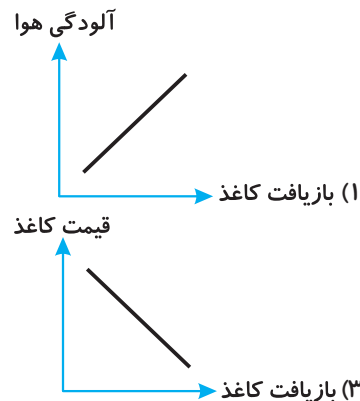 آلودگی هوا
۱) بازیافت کاغذ
قیمت کاغذ
۳) بازیافت کاغذ